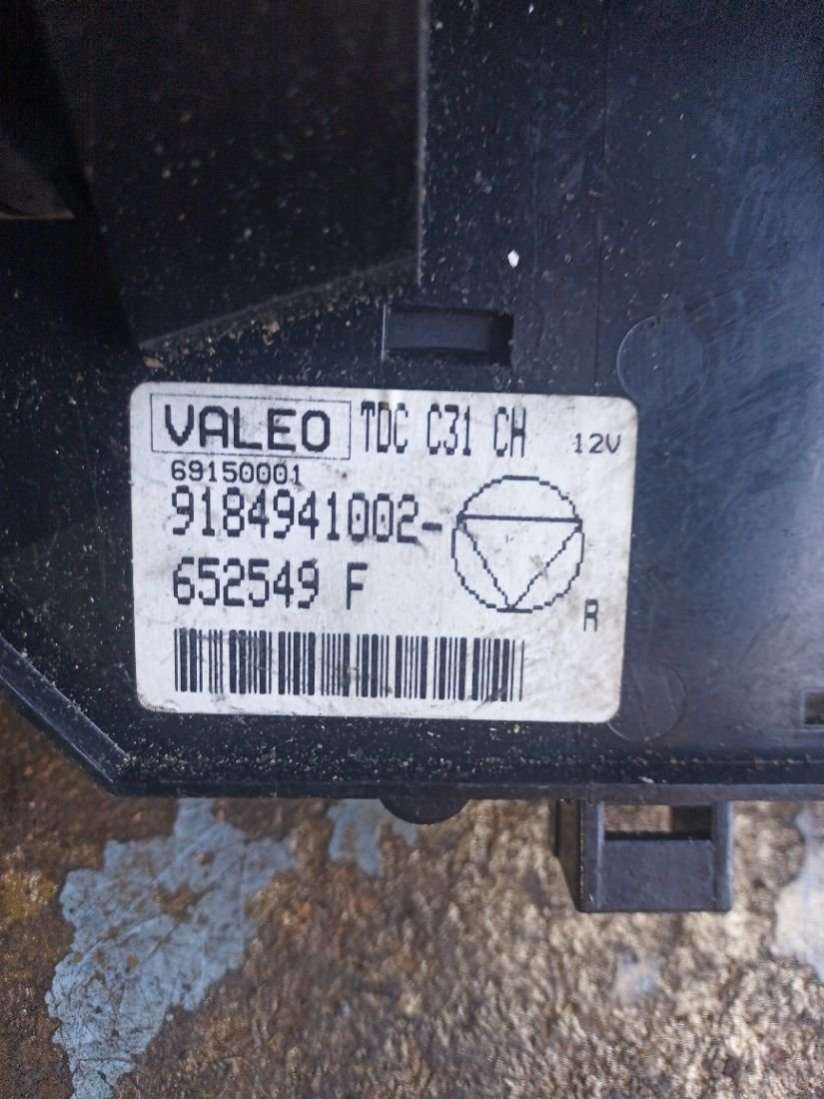 VALEO TDC C31 CH 12V
69150001
9184941002-
652549 F
R